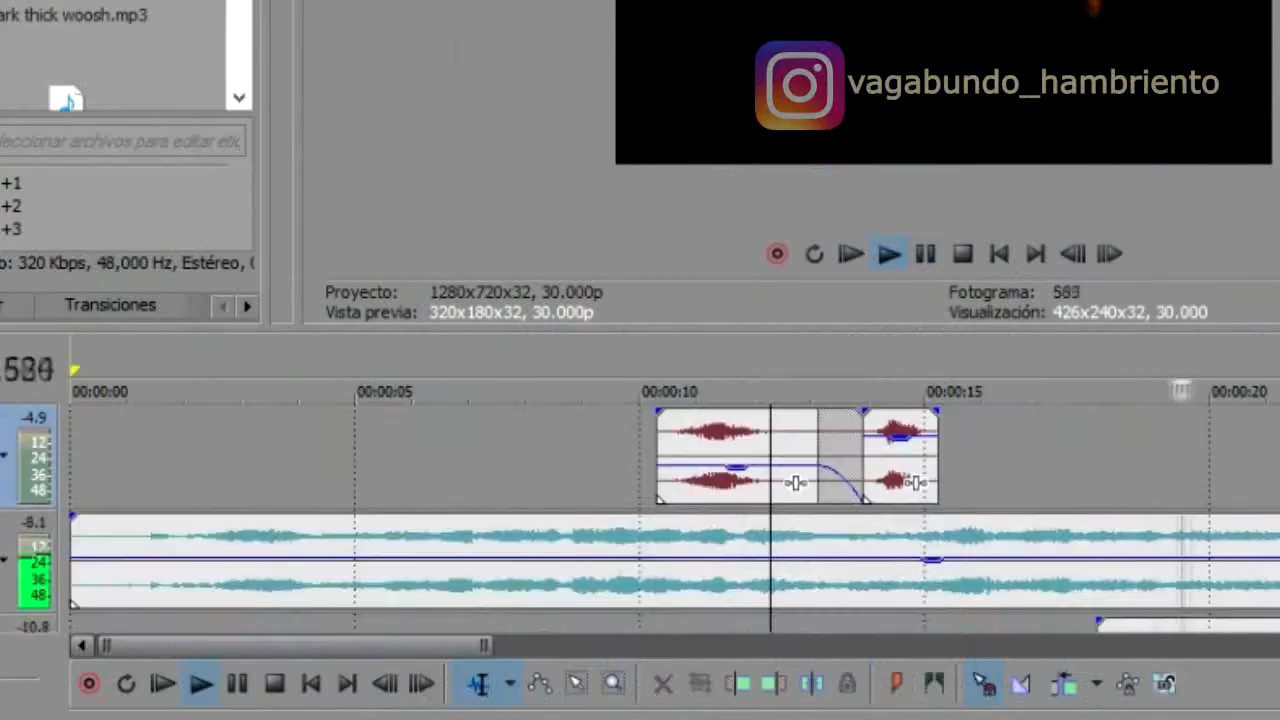 ark thick woosh.mp3
vagabundo_hambriento
eleccionar archivos para editar etic
+1
+2
+3
o: 320 Kbps, 48,000 Hz, Estéreo, (
r Transiciones
Proyecto: 1280x720x32, 30.000p
Vista previa: 320x180x32, 30.000p
Fotograma:
Visualización: 426x240x32, 30.000
00:00:00 00:00:05 00:00:10 00:00:15 00:00:20
-4.9
12
24
36
48
-8.1
12
24
36
48
-10.8